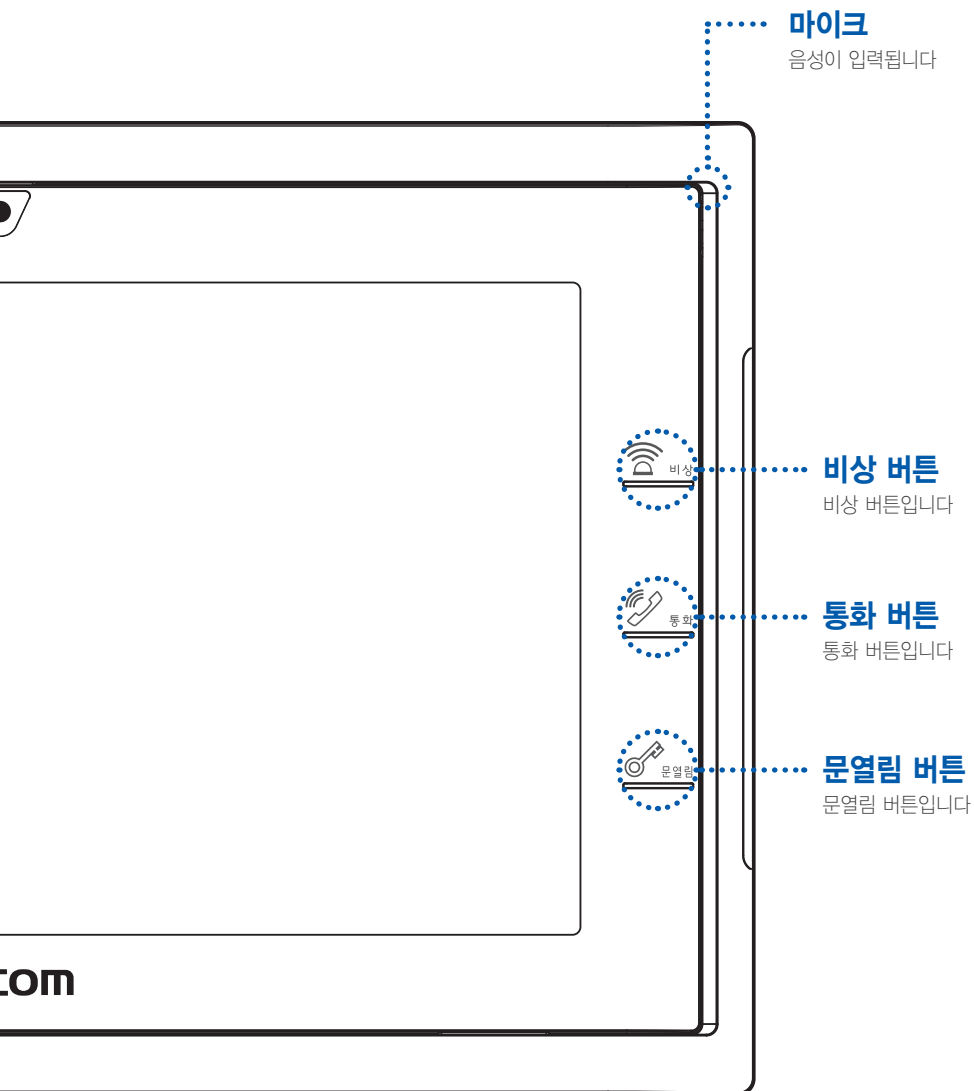 마이크
음성이 입력됩니다
비상
비상 버튼
비상 버튼입니다
통화
통화 버튼
통화 버튼입니다
문열림
문열림 버튼
문열림 버튼입니다
com